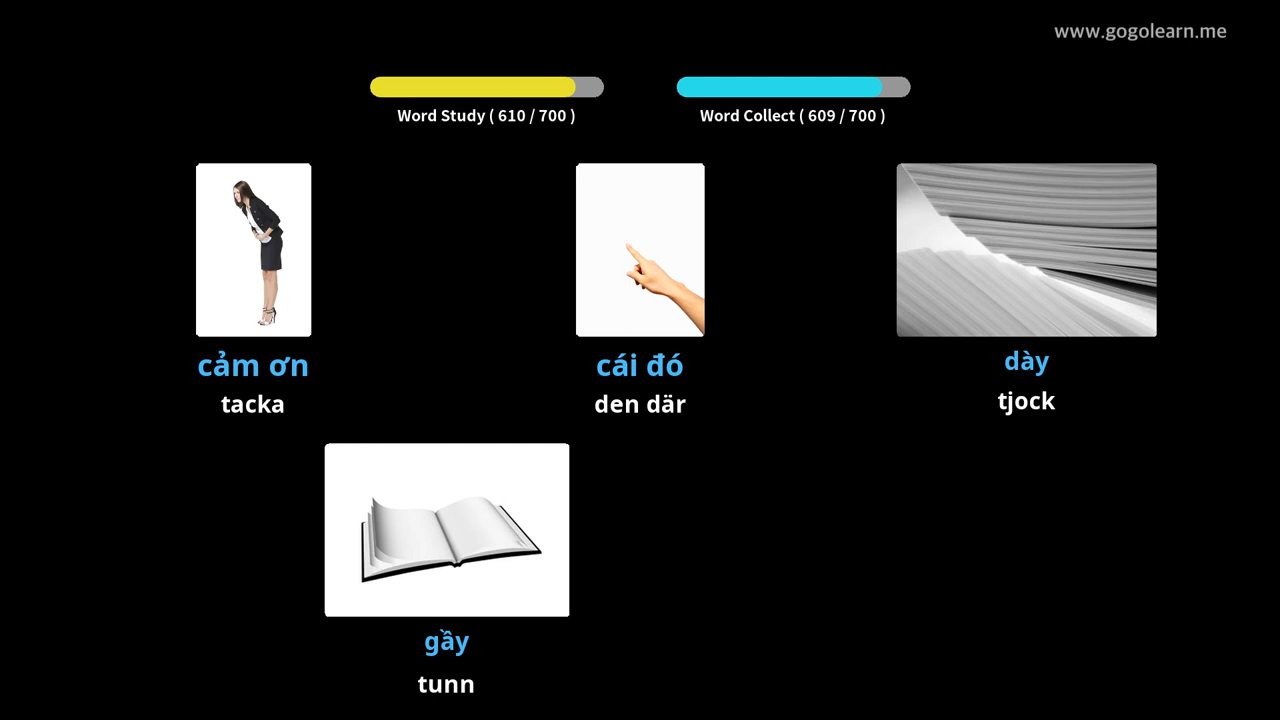 www.gogolearn.me
Word Study ( 610 / 700 )
Word Collect ( 609 / 700 )
cảm ơn
tacka
cái đó
den där
dày
tjock
gầy
tunn